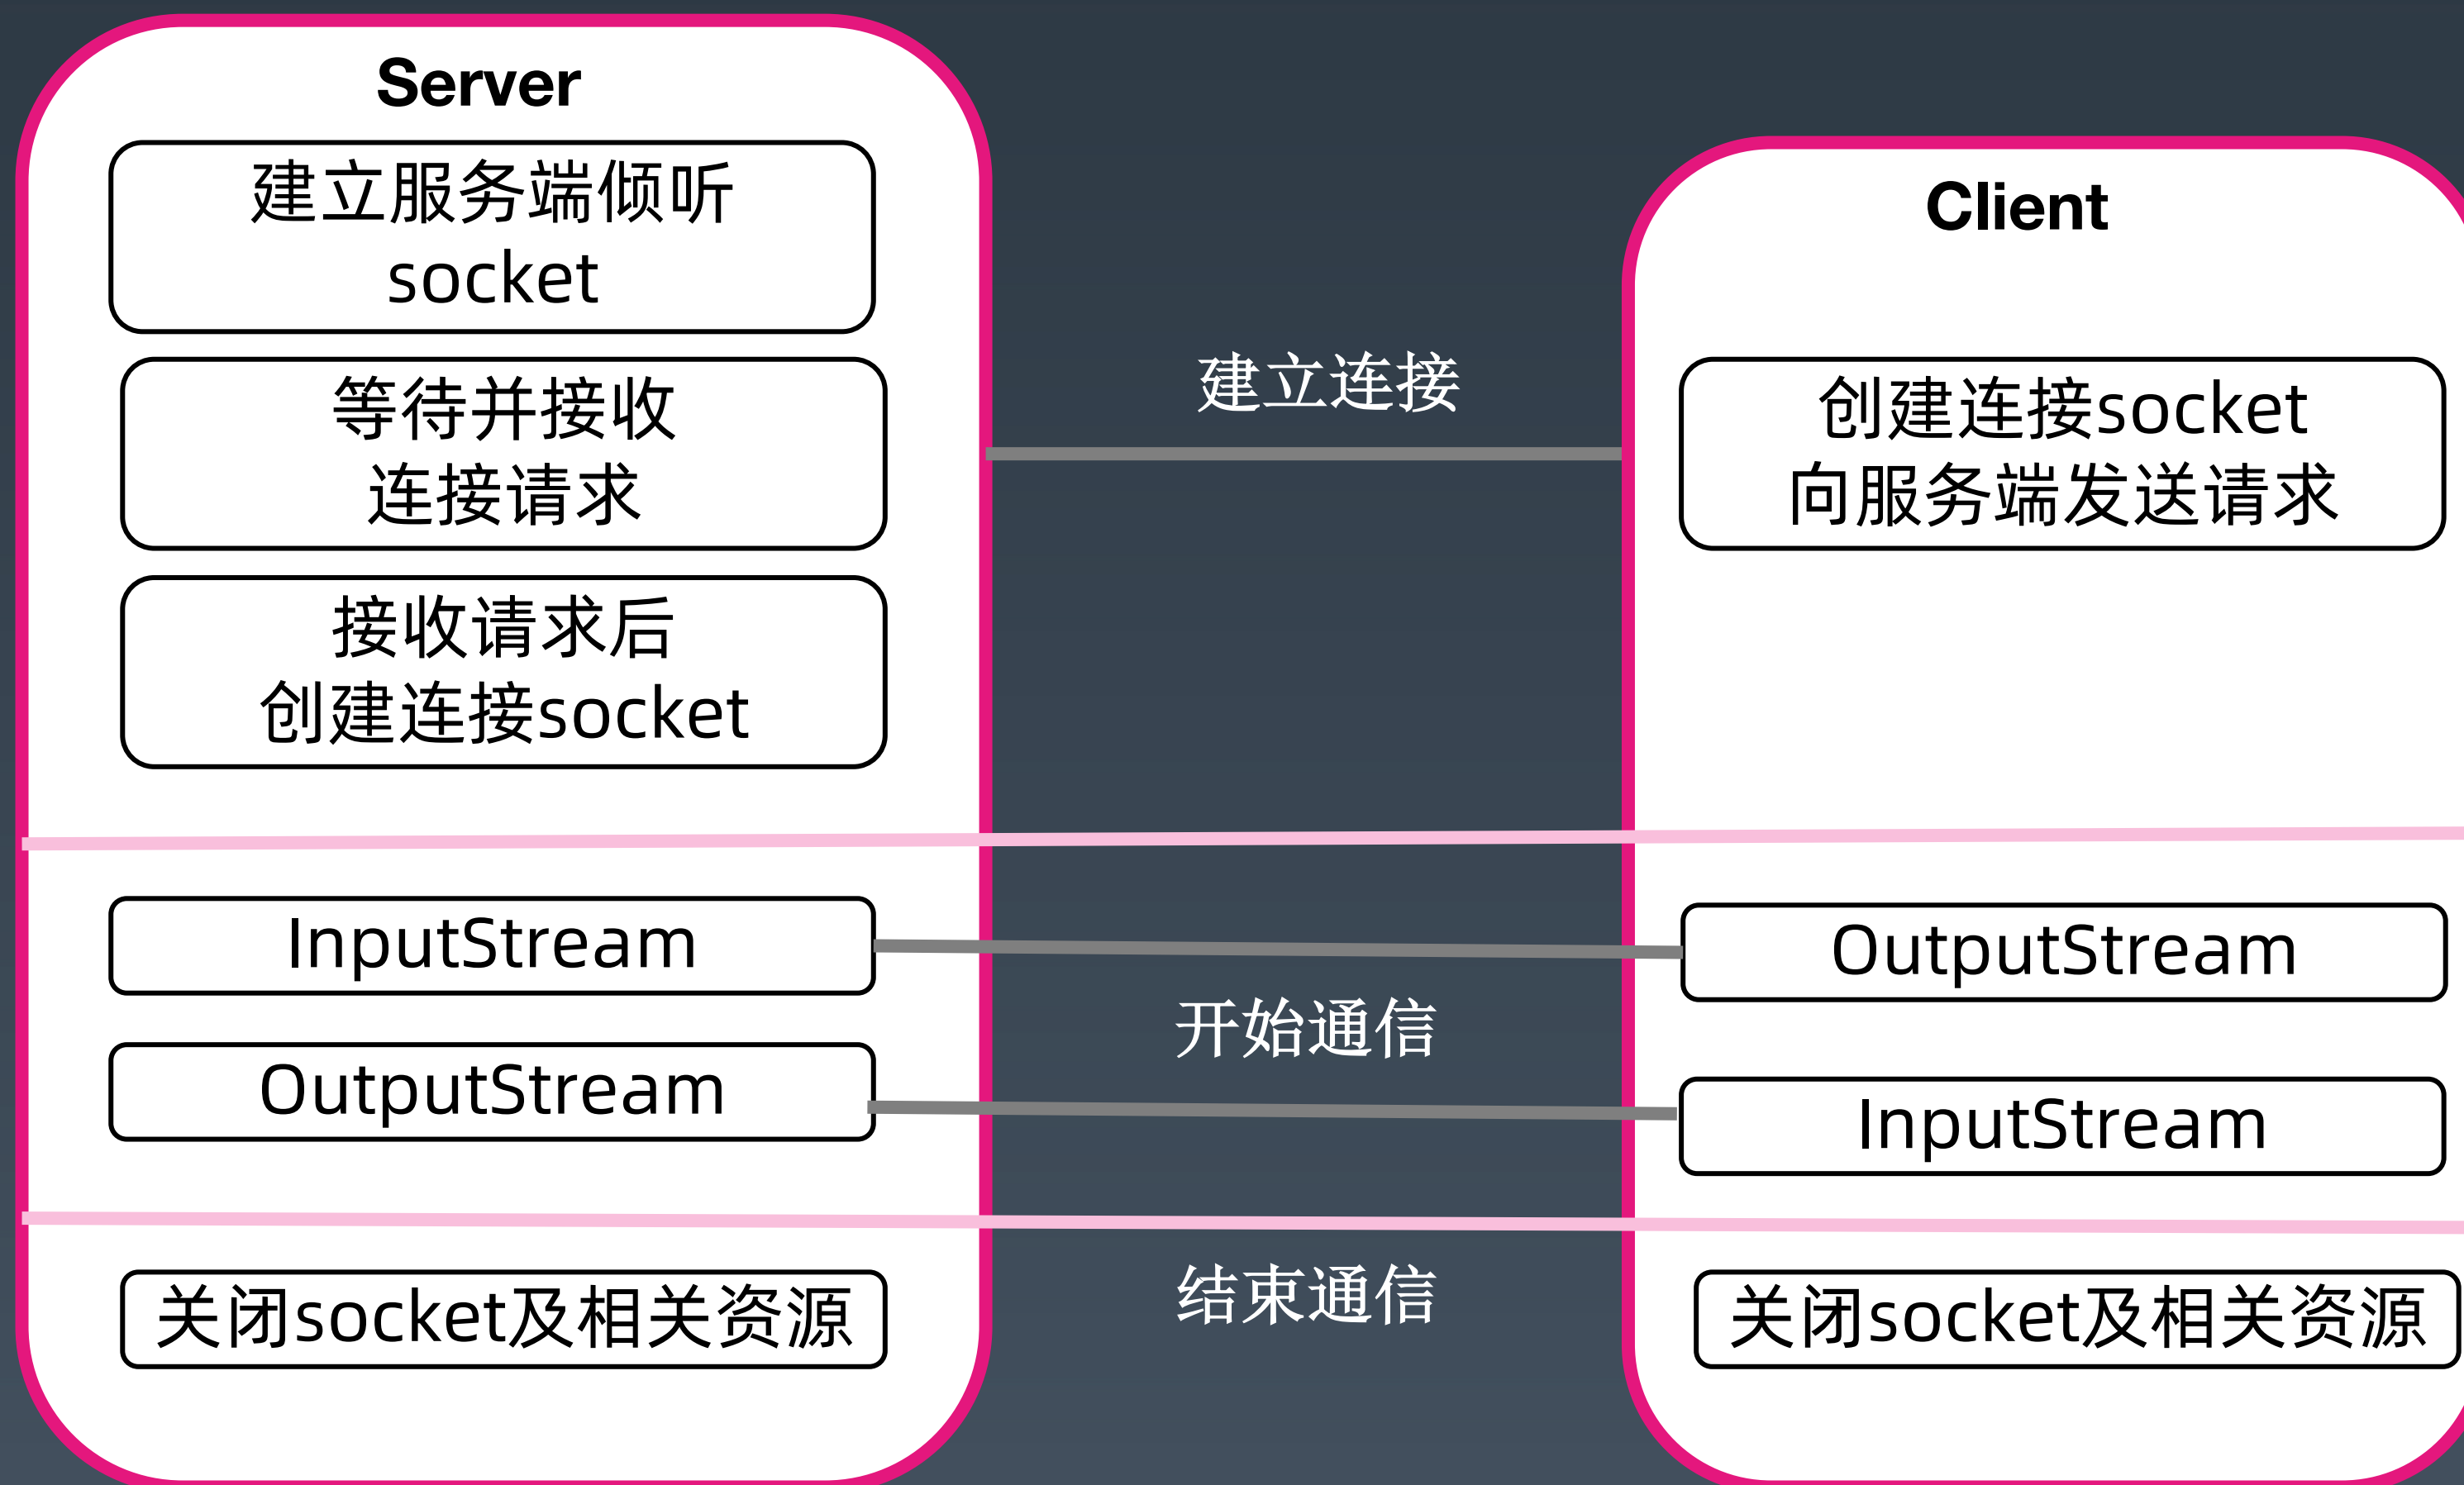 Server
建立服务端倾听
socket
等待并接收
连接请求
接收请求后
创建连接socket
InputStream
OutputStream
关闭socket及相关资源
建立连接
开始通信
结束通信
Client
创建连接socket
向服务端发送请求
OutputStream
InputStream
关闭socket及相关资源